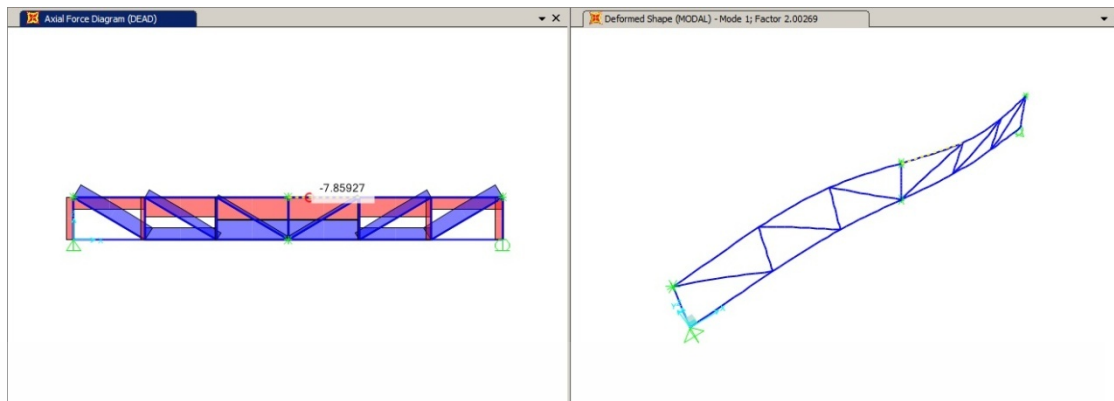 Axial Force Diagram (DEAD)
Deformed Shape (MODAL) - Mode 1; Factor 2.00269
-7.85927